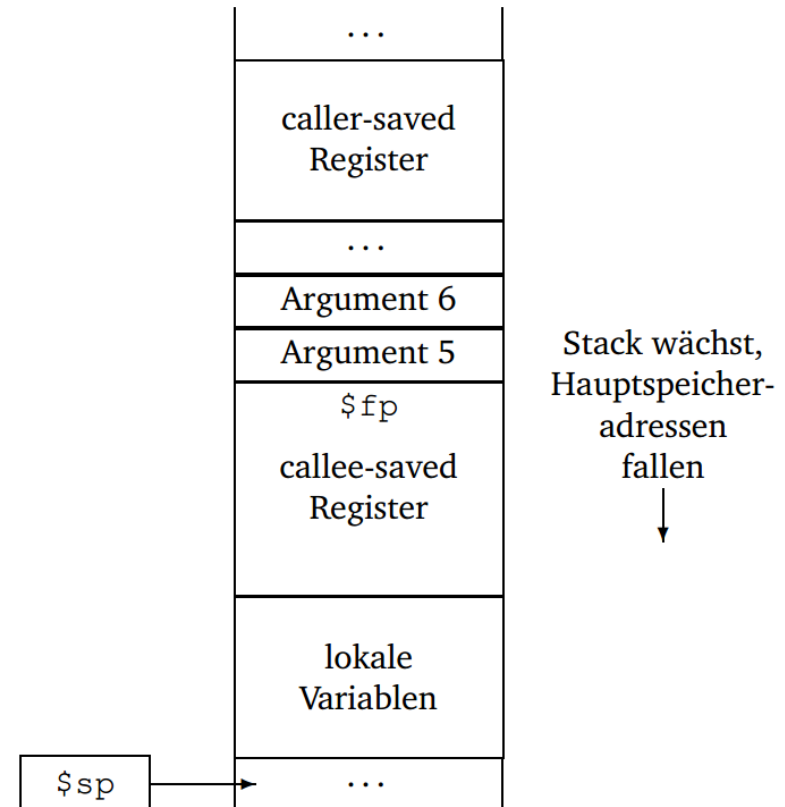 ...
caller-saved
Register
...
Argument 6
Argument 5
$fp
callee-saved
Register
Stack wächst,
Hauptspeicher-
adressen
fallen
lokale
Variablen
$sp
...